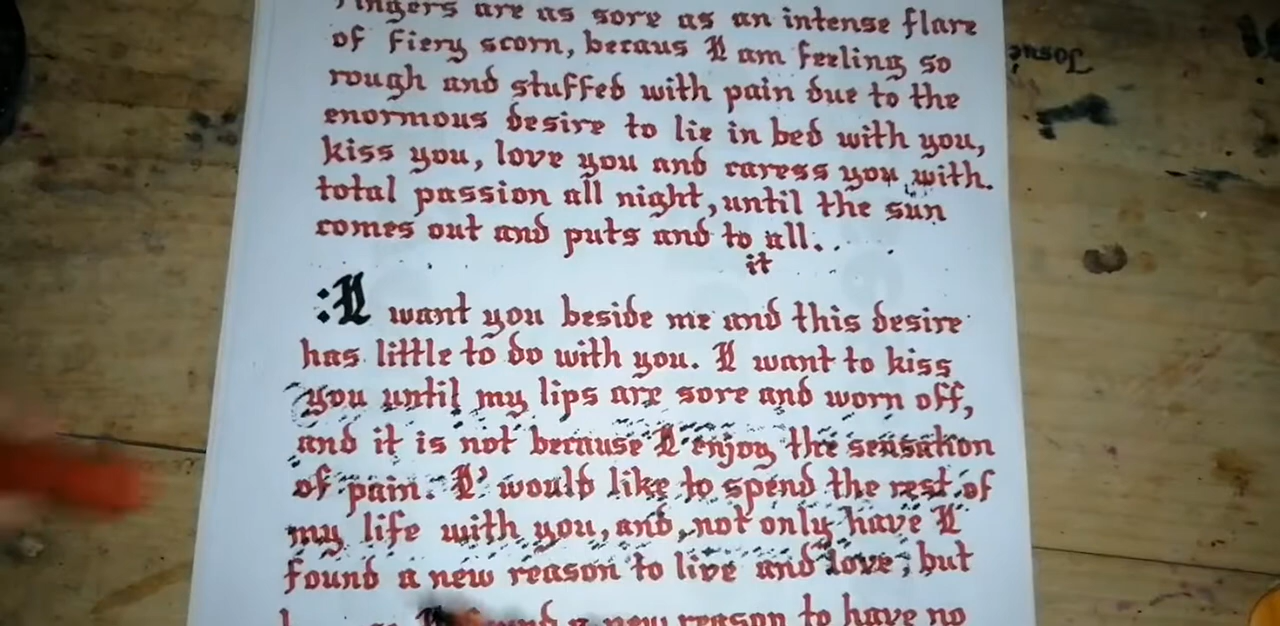 fingers are as sore as an intense flare
of fiery scorn, becaus I am feeling so
rough and stuffed with pain due to the
enormous desire to lie in bed with you,
kiss you, love you and caress you with.
total passion all night, until the sun
comes out and puts and to all.
it
:I want you beside me and this desire
has little to do with you. I want to kiss
you until my lips are sore and worn off,
and it is not because I enjoy the sensation
of pain. I would like to spend the rest of
my life with you, and not only have I
found a new reason to live and love, but
found a new reason to have no
Josué